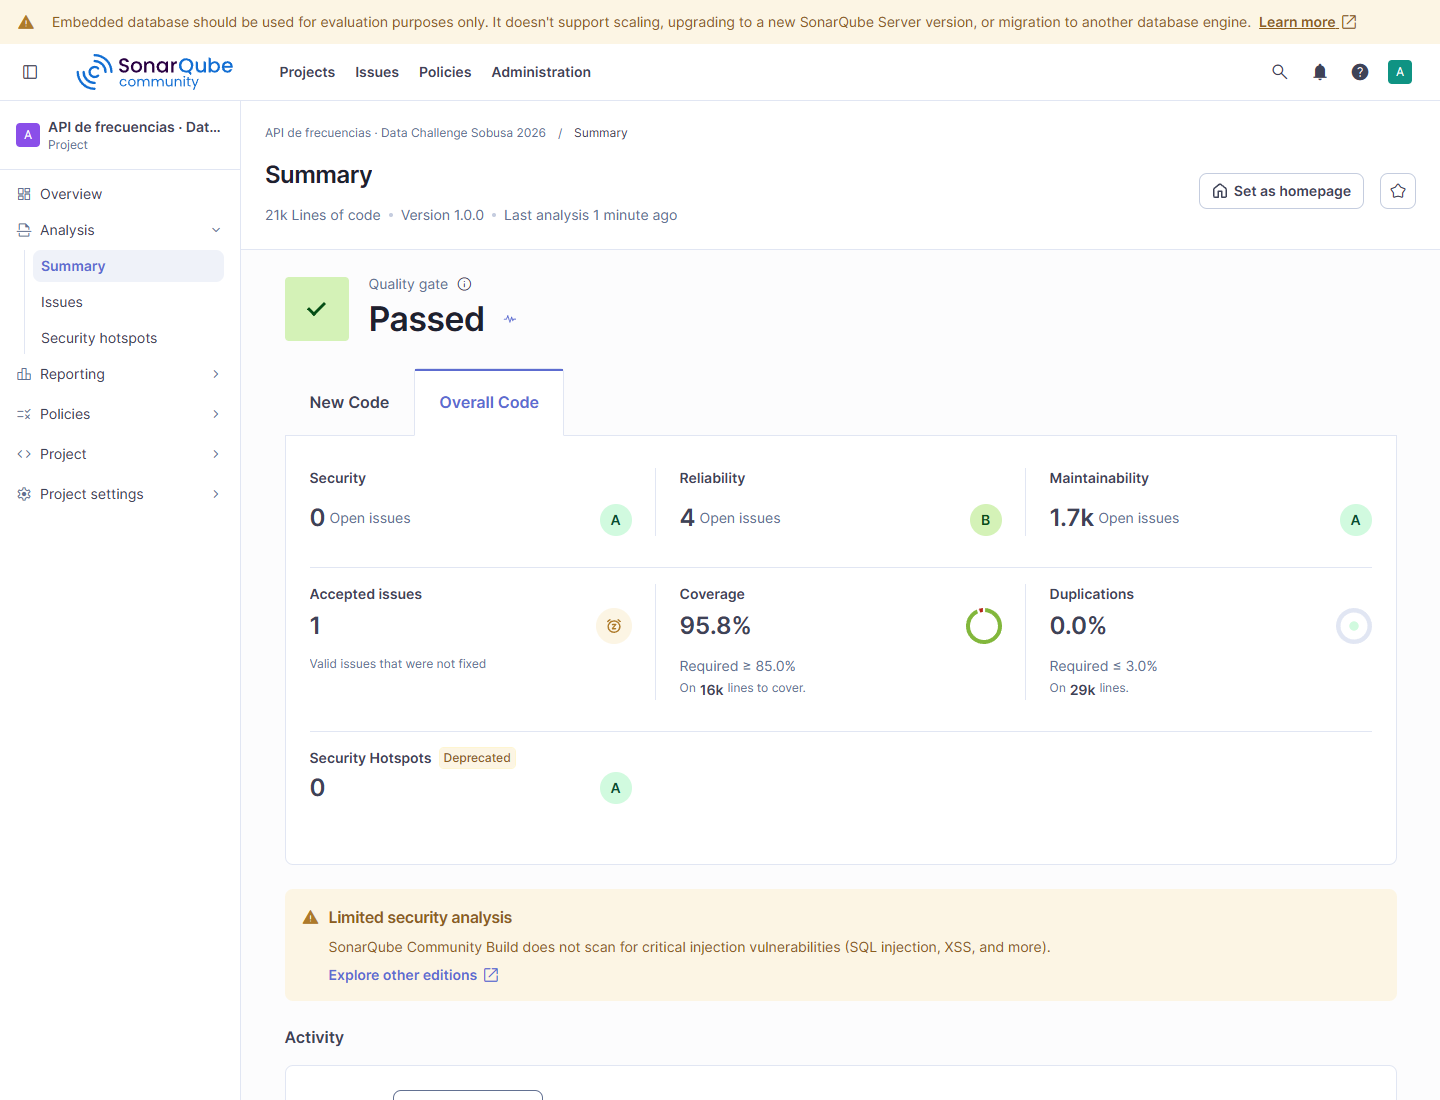 Embedded database should be used for evaluation purposes only. It doesn't support scaling, upgrading to a new SonarQube Server version, or migration to another database engine. Learn more
SonarQube community
Projects Issues Policies Administration
A
A
API de frecuencias · Dat...
Project
Overview
Analysis
Summary
Issues
Security hotspots
Reporting
Policies
Project
Project settings
API de frecuencias · Data Challenge Sobusa 2026 / Summary
Summary
21k Lines of code • Version 1.0.0 • Last analysis 1 minute ago
Set as homepage
Quality gate
Passed
New Code
Overall Code
Security
0 Open issues
A
Reliability
4 Open issues
B
Maintainability
1.7k Open issues
A
Accepted issues
1
Valid issues that were not fixed
Coverage
95.8%
Required ≥ 85.0%
On 16k lines to cover.
Duplications
0.0%
Required ≤ 3.0%
On 29k lines.
Security Hotspots Deprecated
0
A
Limited security analysis
SonarQube Community Build does not scan for critical injection vulnerabilities (SQL injection, XSS, and more).
Explore other editions
Activity